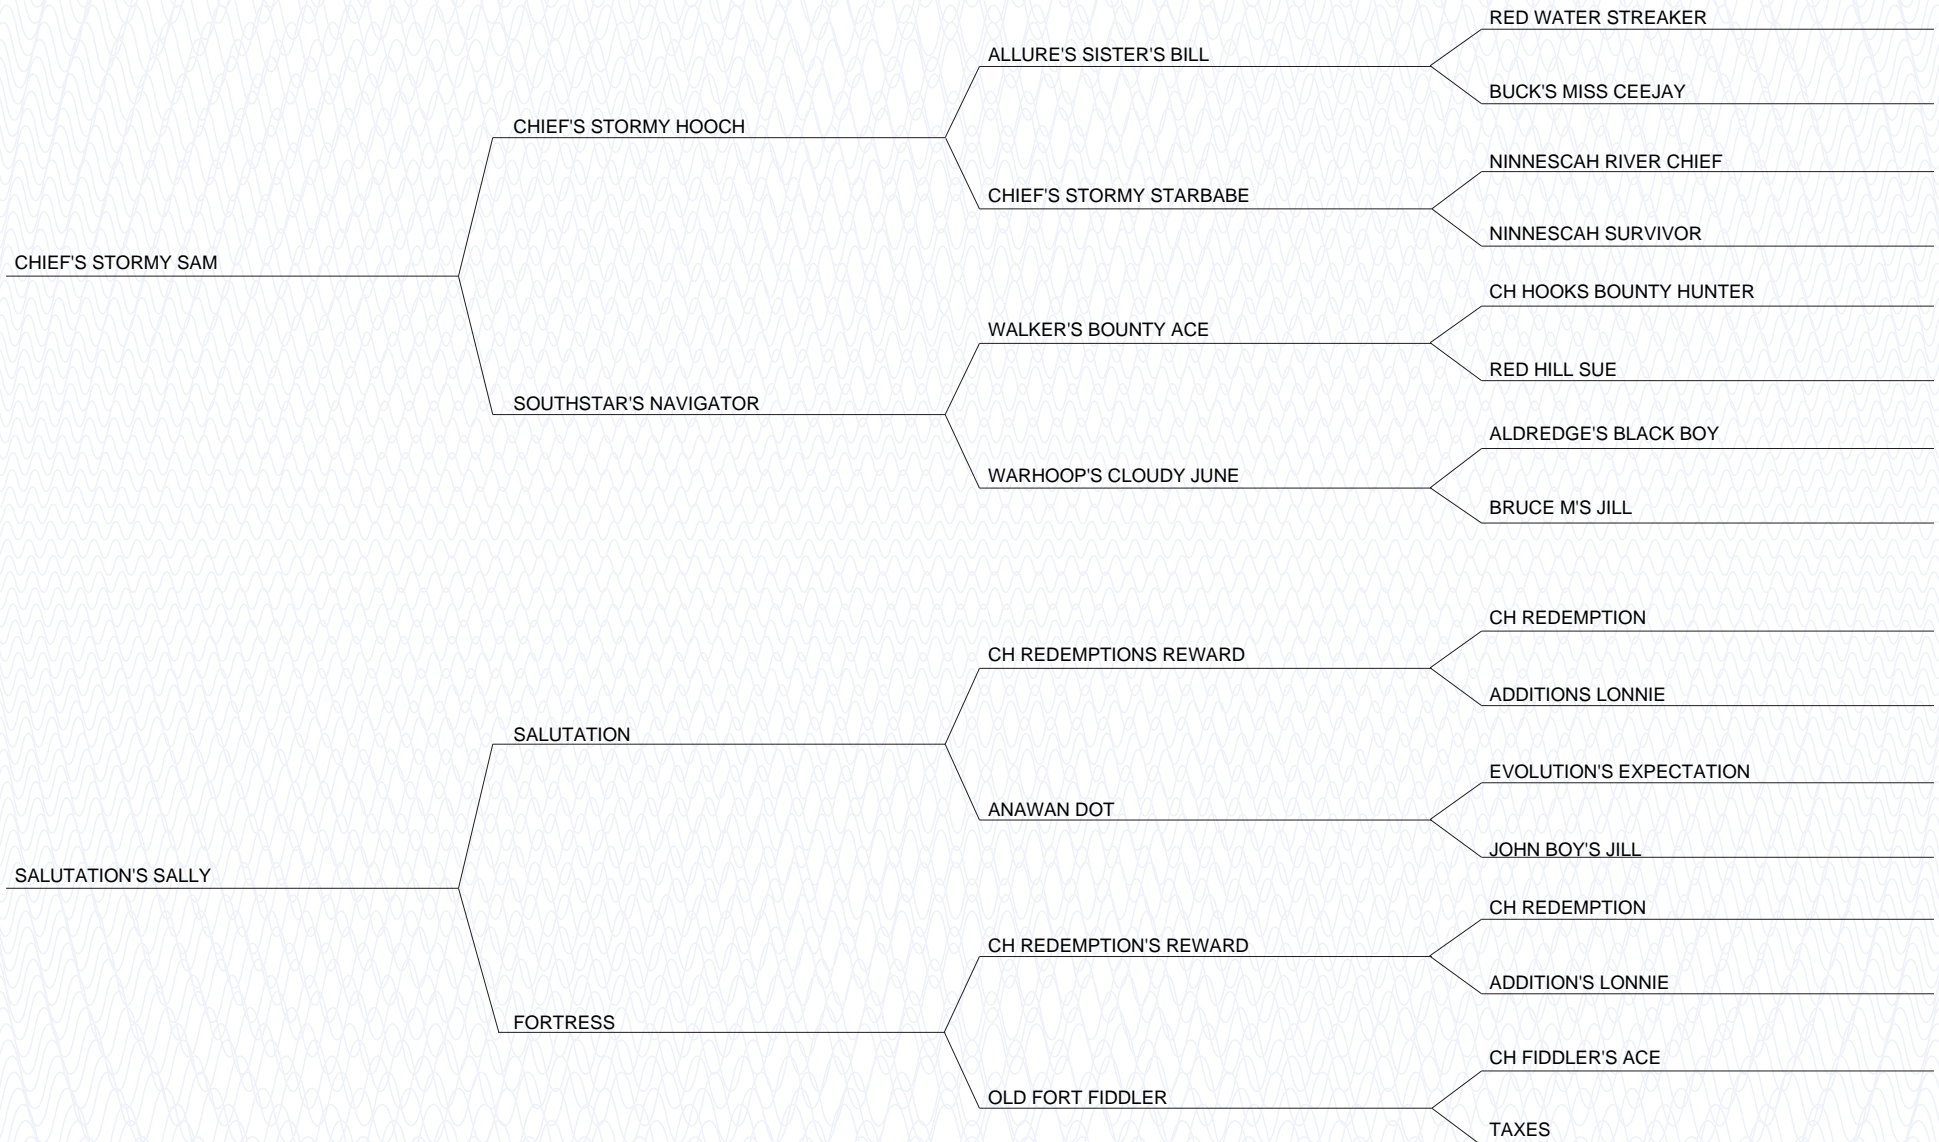 RED WATER STREAKER
ALLURE'S SISTER'S BILL
BUCK'S MISS CEEJAY
CHIEF'S STORMY HOOCH
NINNESCAH RIVER CHIEF
CHIEF'S STORMY STARBABE
NINNESCAH SURVIVOR
CHIEF'S STORMY SAM
CH HOOKS BOUNTY HUNTER
WALKER'S BOUNTY ACE
RED HILL SUE
SOUTHSTAR'S NAVIGATOR
ALDREDGE'S BLACK BOY
WARHOOP'S CLOUDY JUNE
BRUCE M'S JILL
CH REDEMPTION
CH REDEMPTIONS REWARD
ADDITIONS LONNIE
SALUTATION
EVOLUTION'S EXPECTATION
ANAWAN DOT
JOHN BOY'S JILL
SALUTATION'S SALLY
CH REDEMPTION
CH REDEMPTION'S REWARD
ADDITION'S LONNIE
FORTRESS
CH FIDDLER'S ACE
OLD FORT FIDDLER
TAXES